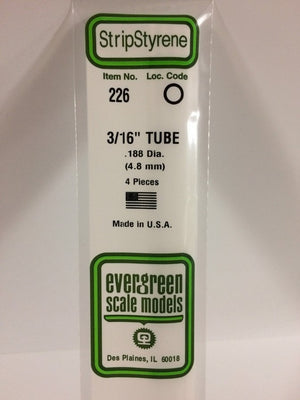 StripStyrene
Item No. Loc. Code
226 O
3/16" TUBE
.188 Dia.
(4.8 mm)
4 Pieces
Made in U.S.A.
evergreen
scale models
Des Plaines, IL 60018